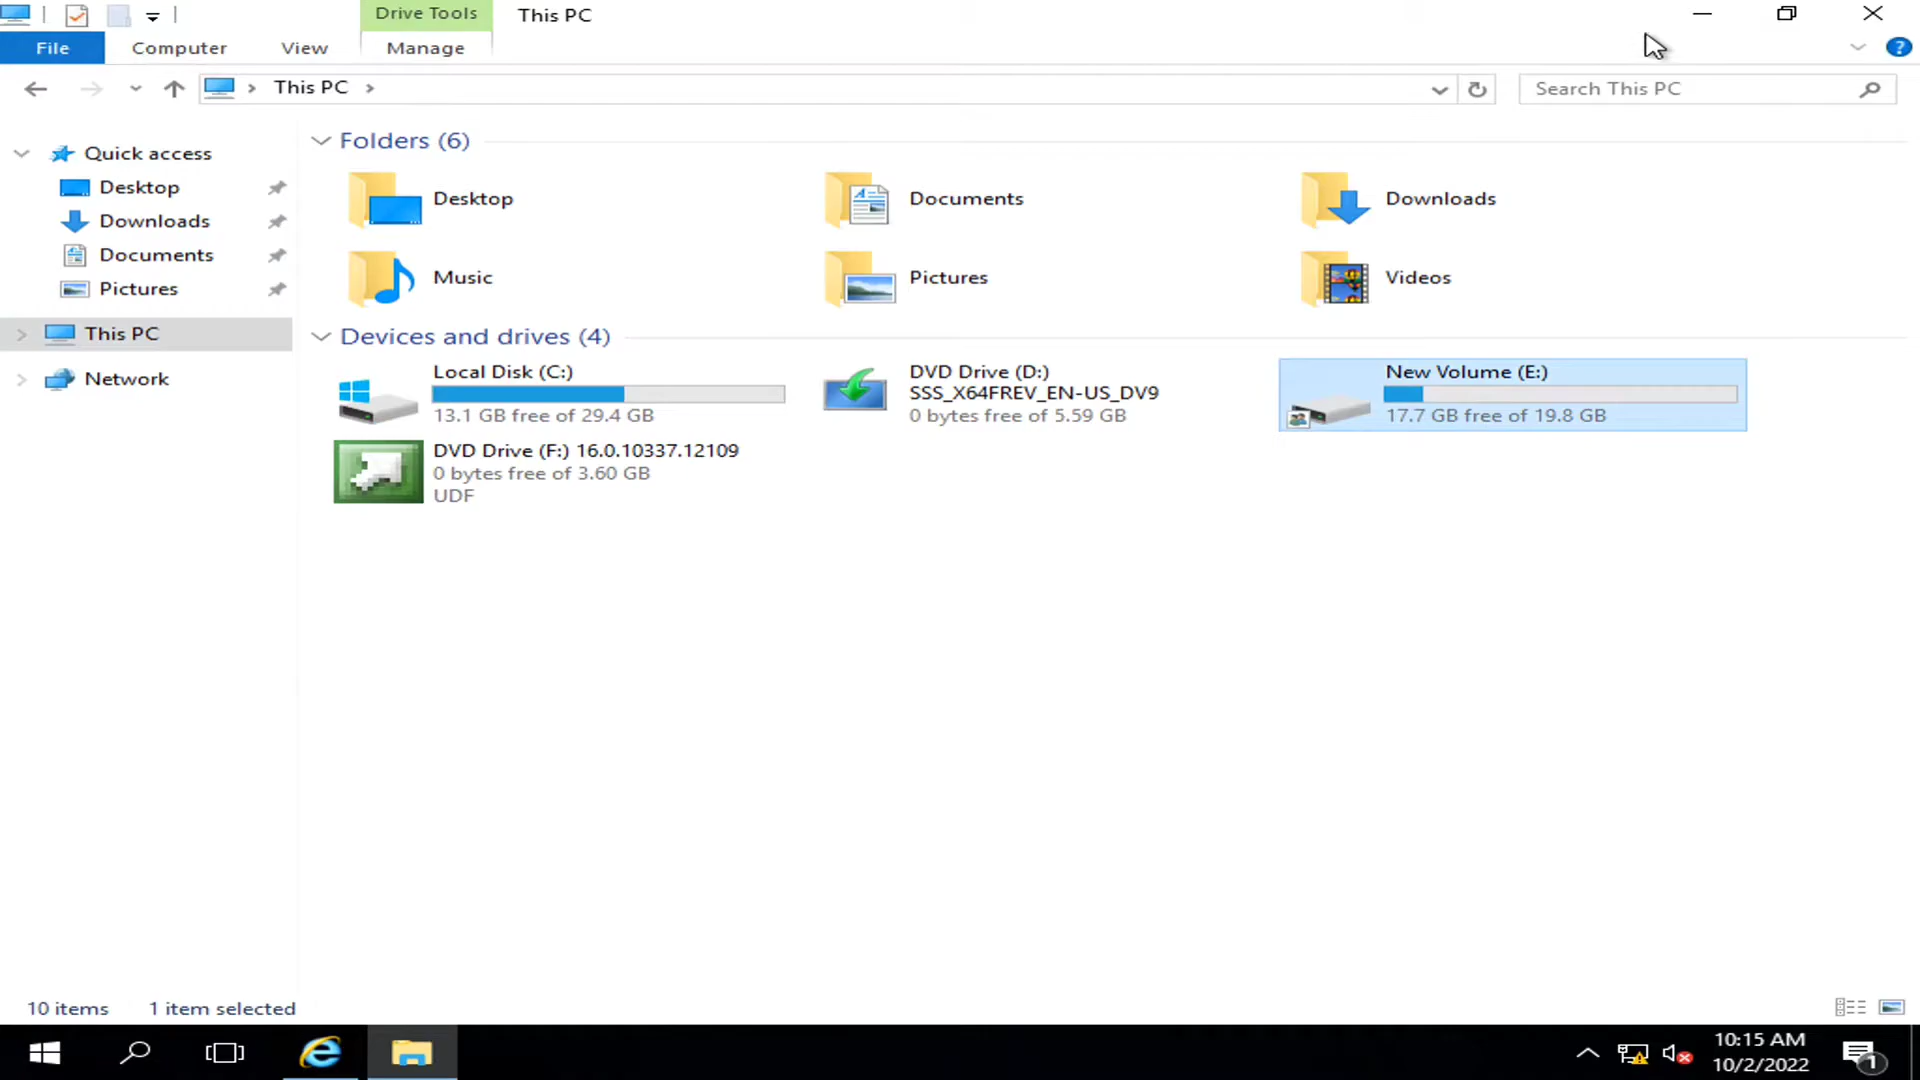 Drive Tools
This PC
File
Computer
View
Manage
This PC
Search This PC
Quick access
Desktop
Downloads
Documents
Pictures
This PC
Network
Folders (6)
Desktop
Documents
Downloads
Music
Pictures
Videos
Devices and drives (4)
Local Disk (C:)
13.1 GB free of 29.4 GB
DVD Drive (D:)
SSS_X64FREV_EN-US_DV9
0 bytes free of 5.59 GB
New Volume (E:)
17.7 GB free of 19.8 GB
DVD Drive (F:) 16.0.10337.12109
0 bytes free of 3.60 GB
UDF
10 items
1 item selected
10:15 AM
10/2/2022
1